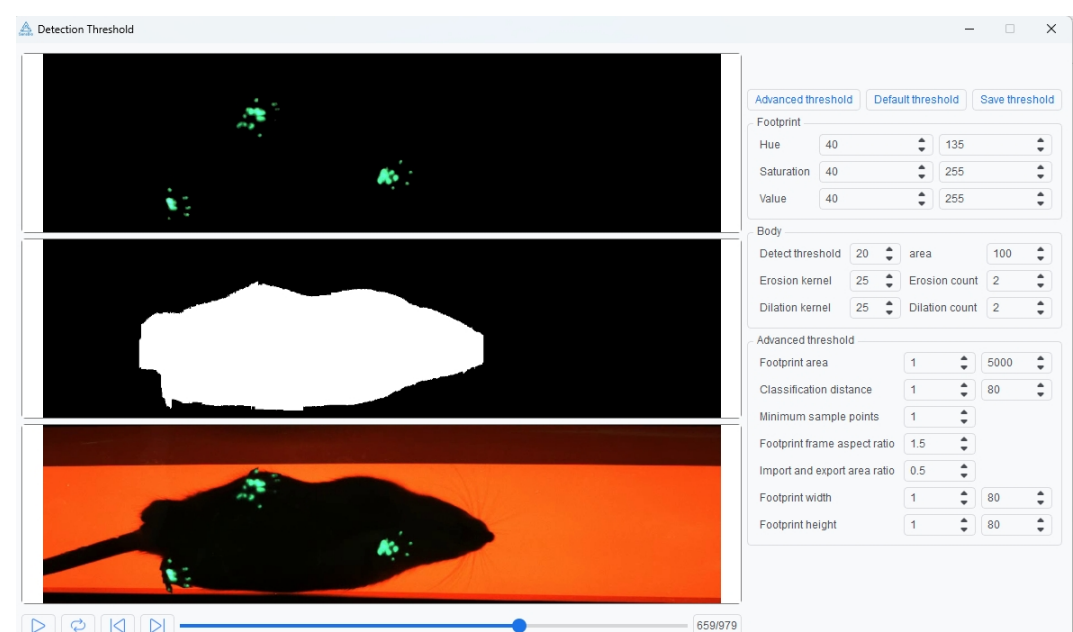 Detection Threshold
Advanced threshold Default threshold Save threshold
Footprint
Hue 40 135
Saturation 40 255
Value 40 255
Body
Detect threshold 20 area 100
Erosion kernel 25 Erosion count 2
Dilation kernel 25 Dilation count 2
Advanced threshold
Footprint area 1 5000
Classification distance 1 80
Minimum sample points 1
Footprint frame aspect ratio 1.5
Import and export area ratio 0.5
Footprint width 1 80
Footprint height 1 80
659/979